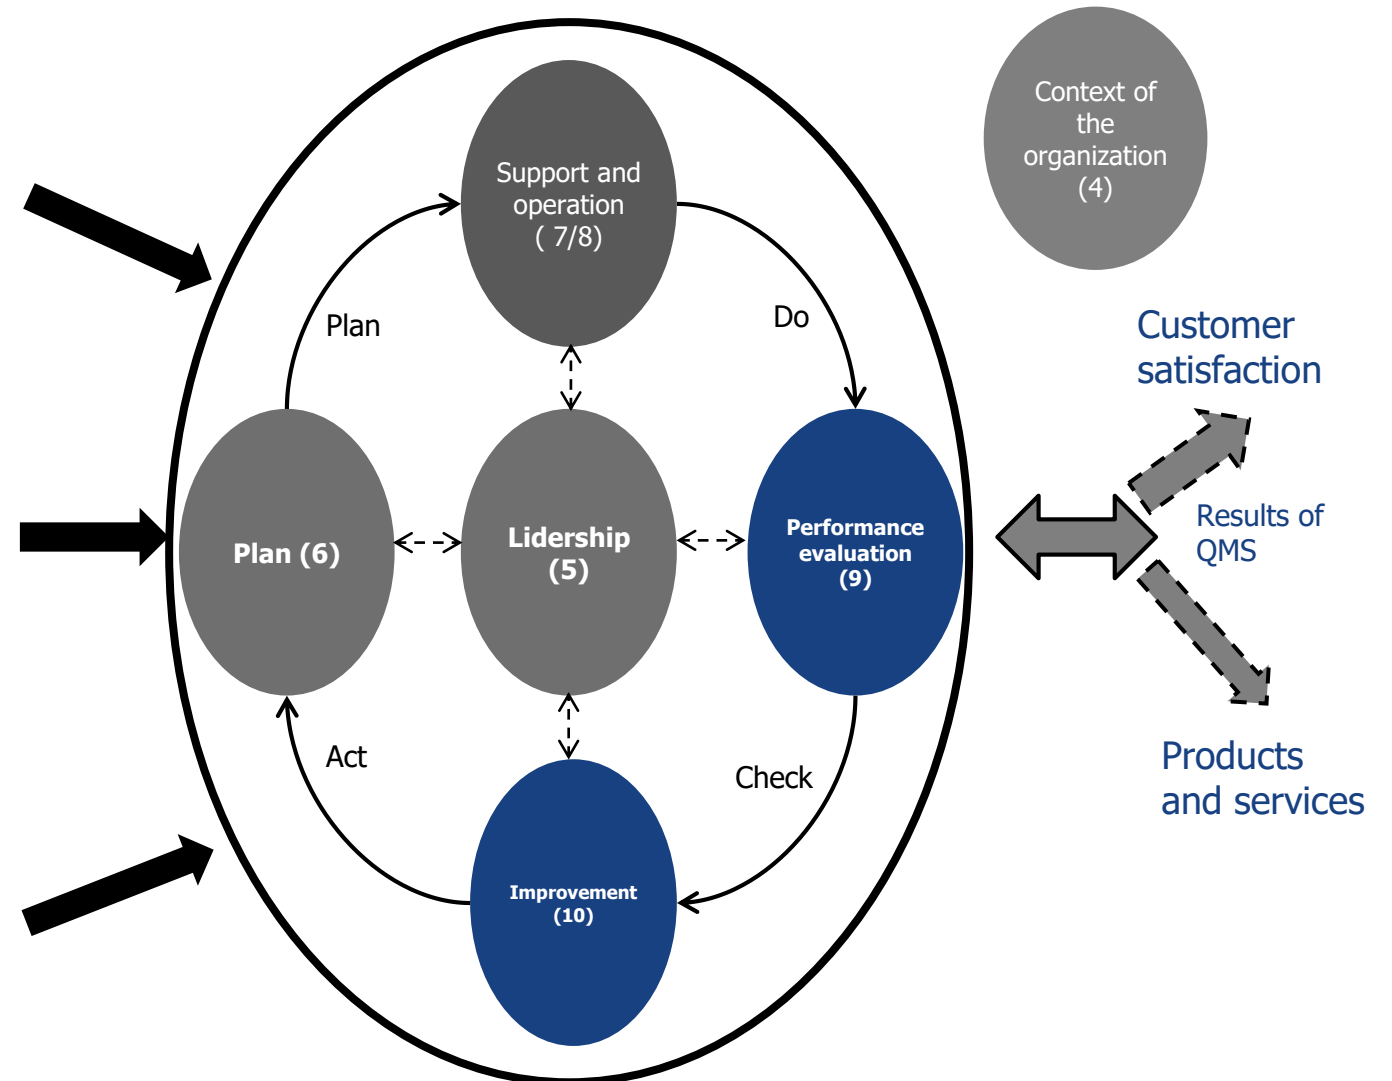 Context of
the
organization
(4)
Support and
operation
( 7/8)
Plan
Do
Customer
satisfaction
Plan (6)
Lidership
(5)
Performance
evaluation
(9)
Results of
QMS
Act
Check
Products
and services
Improvement
(10)